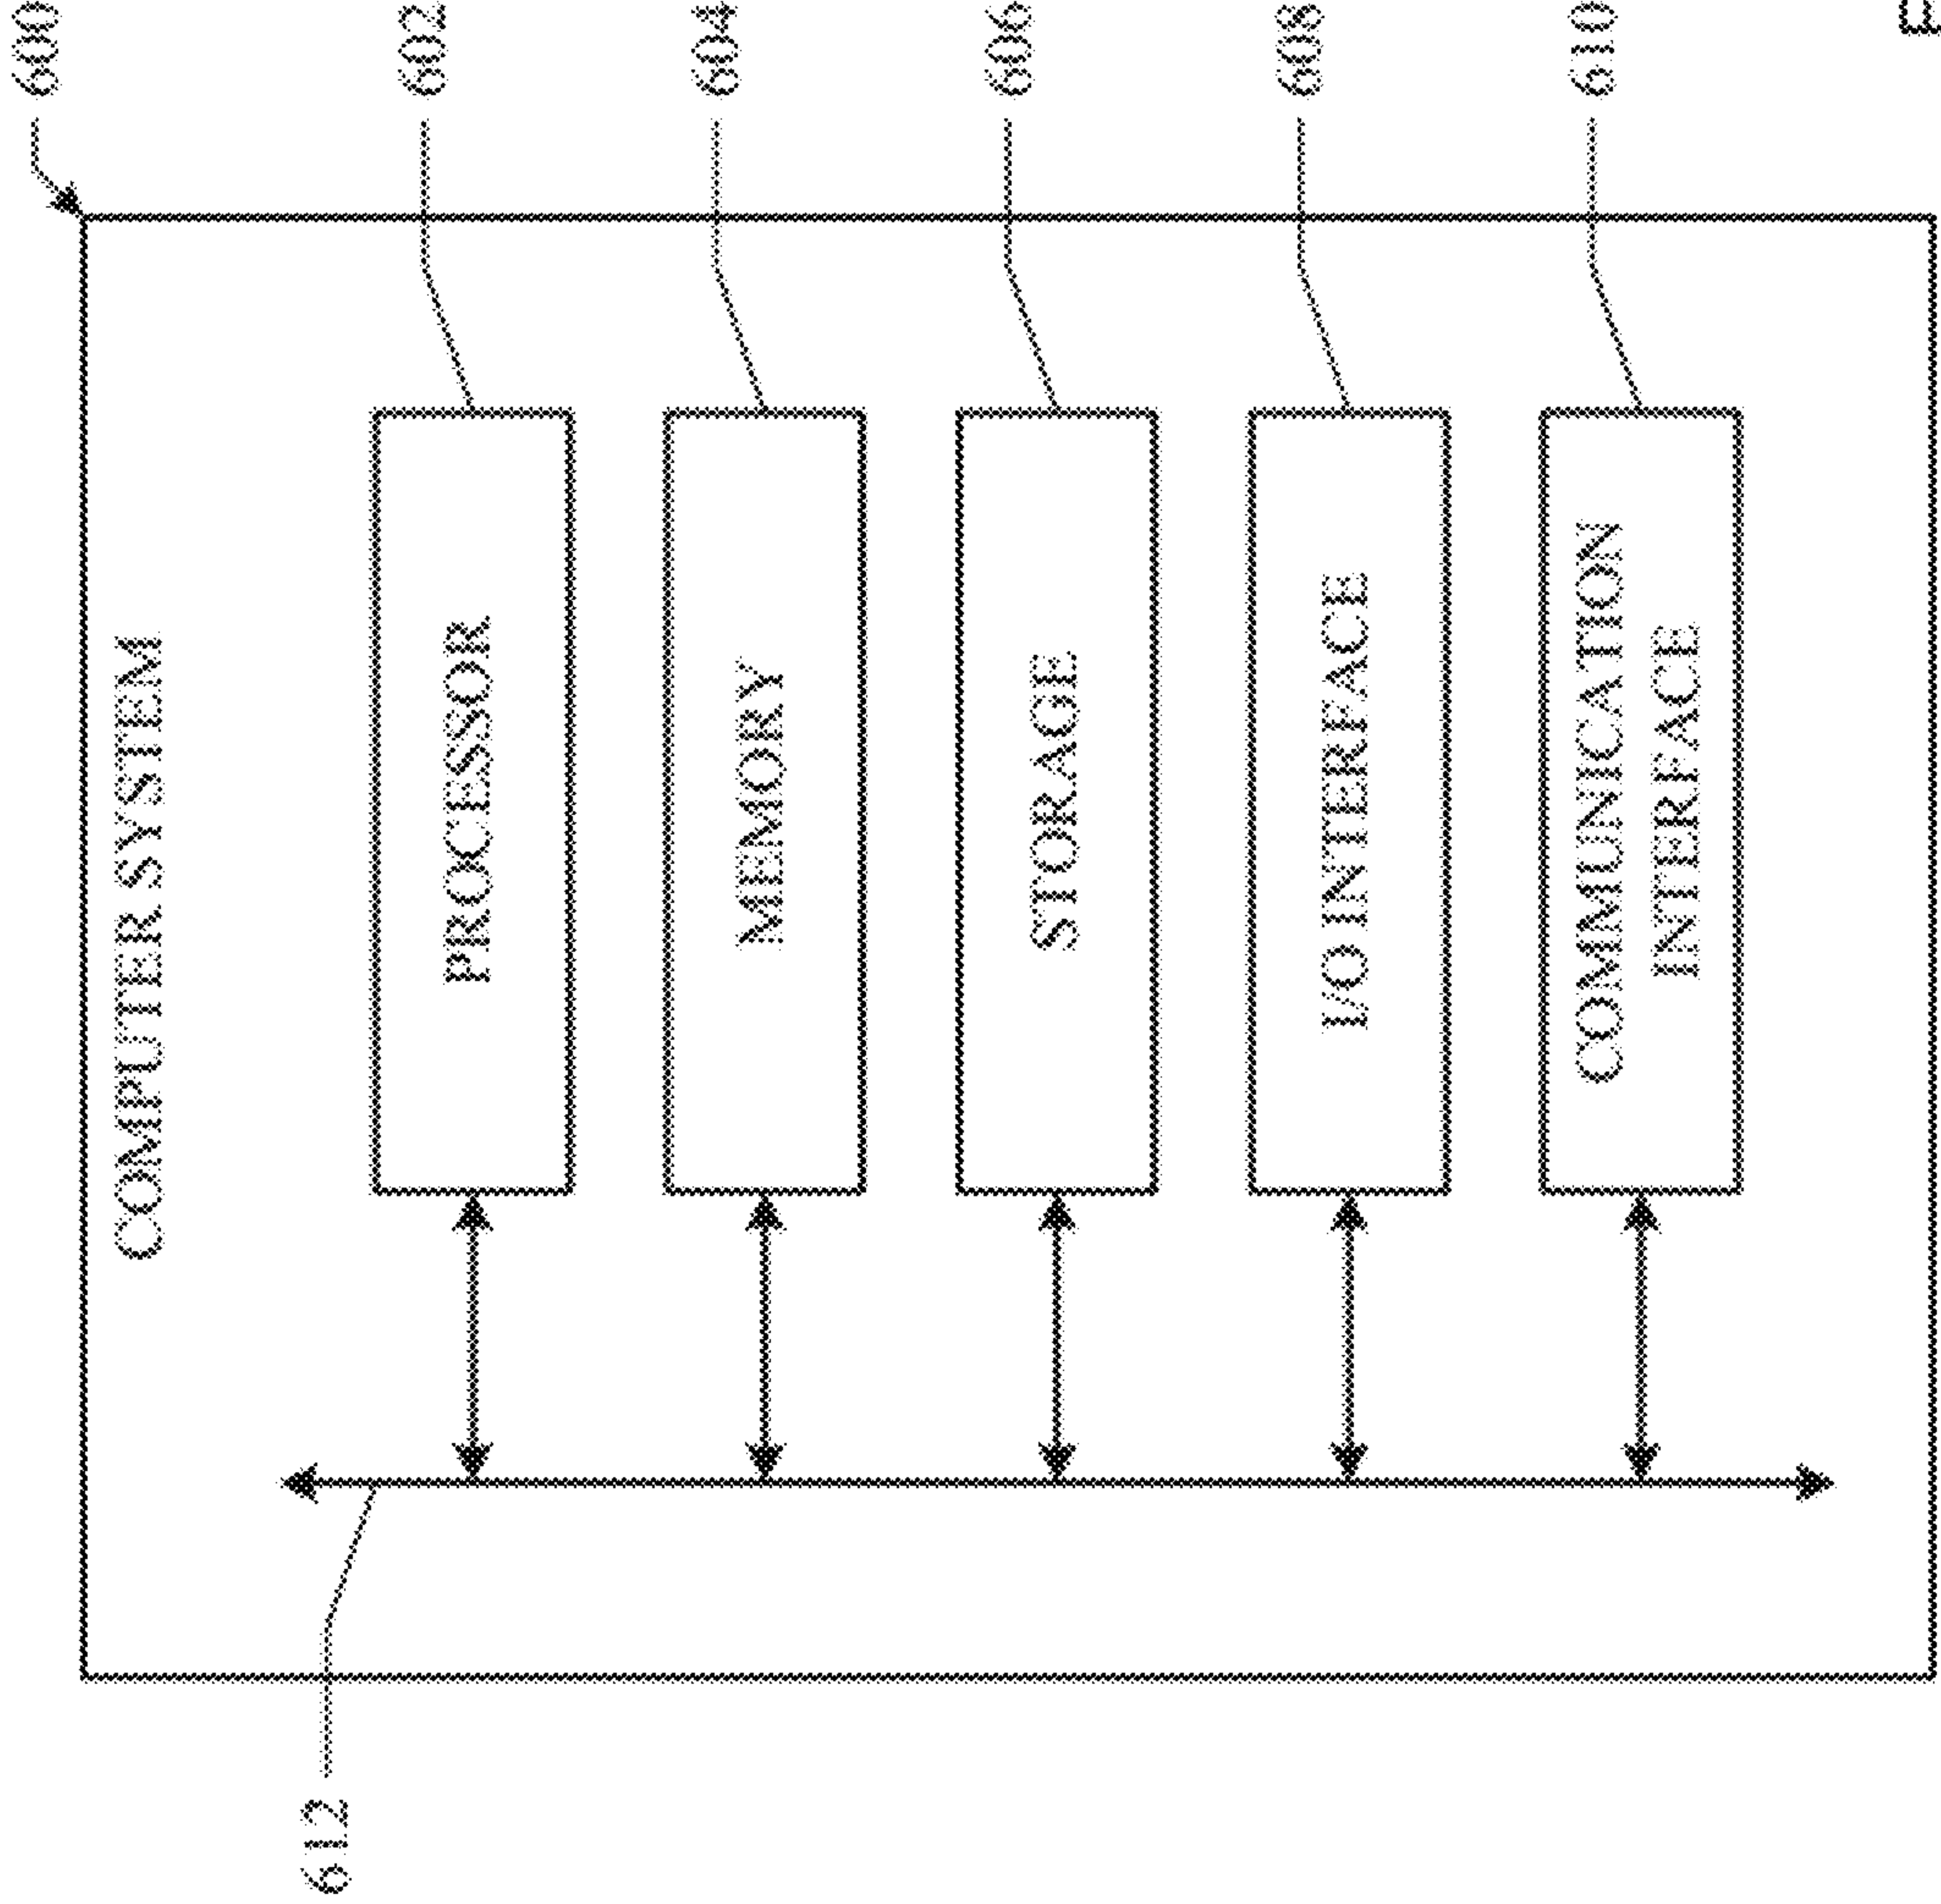 600
COMPUTER SYSTEM
612
PROCESSOR
602
MEMORY
604
STORAGE
606
I/O INTERFACE
608
COMMUNICATION
INTERFACE
610